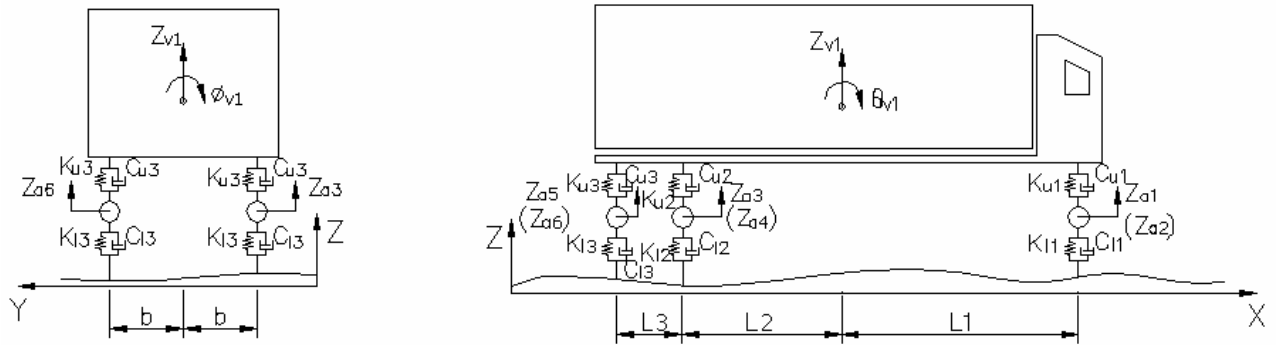 Zv1
φv1
Ku3 Cu3 Ku3 Cu3
Za6 Za3
Kl3 Cl3 Kl3 Cl3
Z
Y
b b
Zv1
θv1
Ku3 Cu3 Cu2 Ku1 Cu1
Za5 Ku2 Za3 Za1
(Za6) (Za4) (Za2)
Z
Kl3 Kl2 Cl2 Kl1 Cl1
Cl3
X
L3 L2 L1